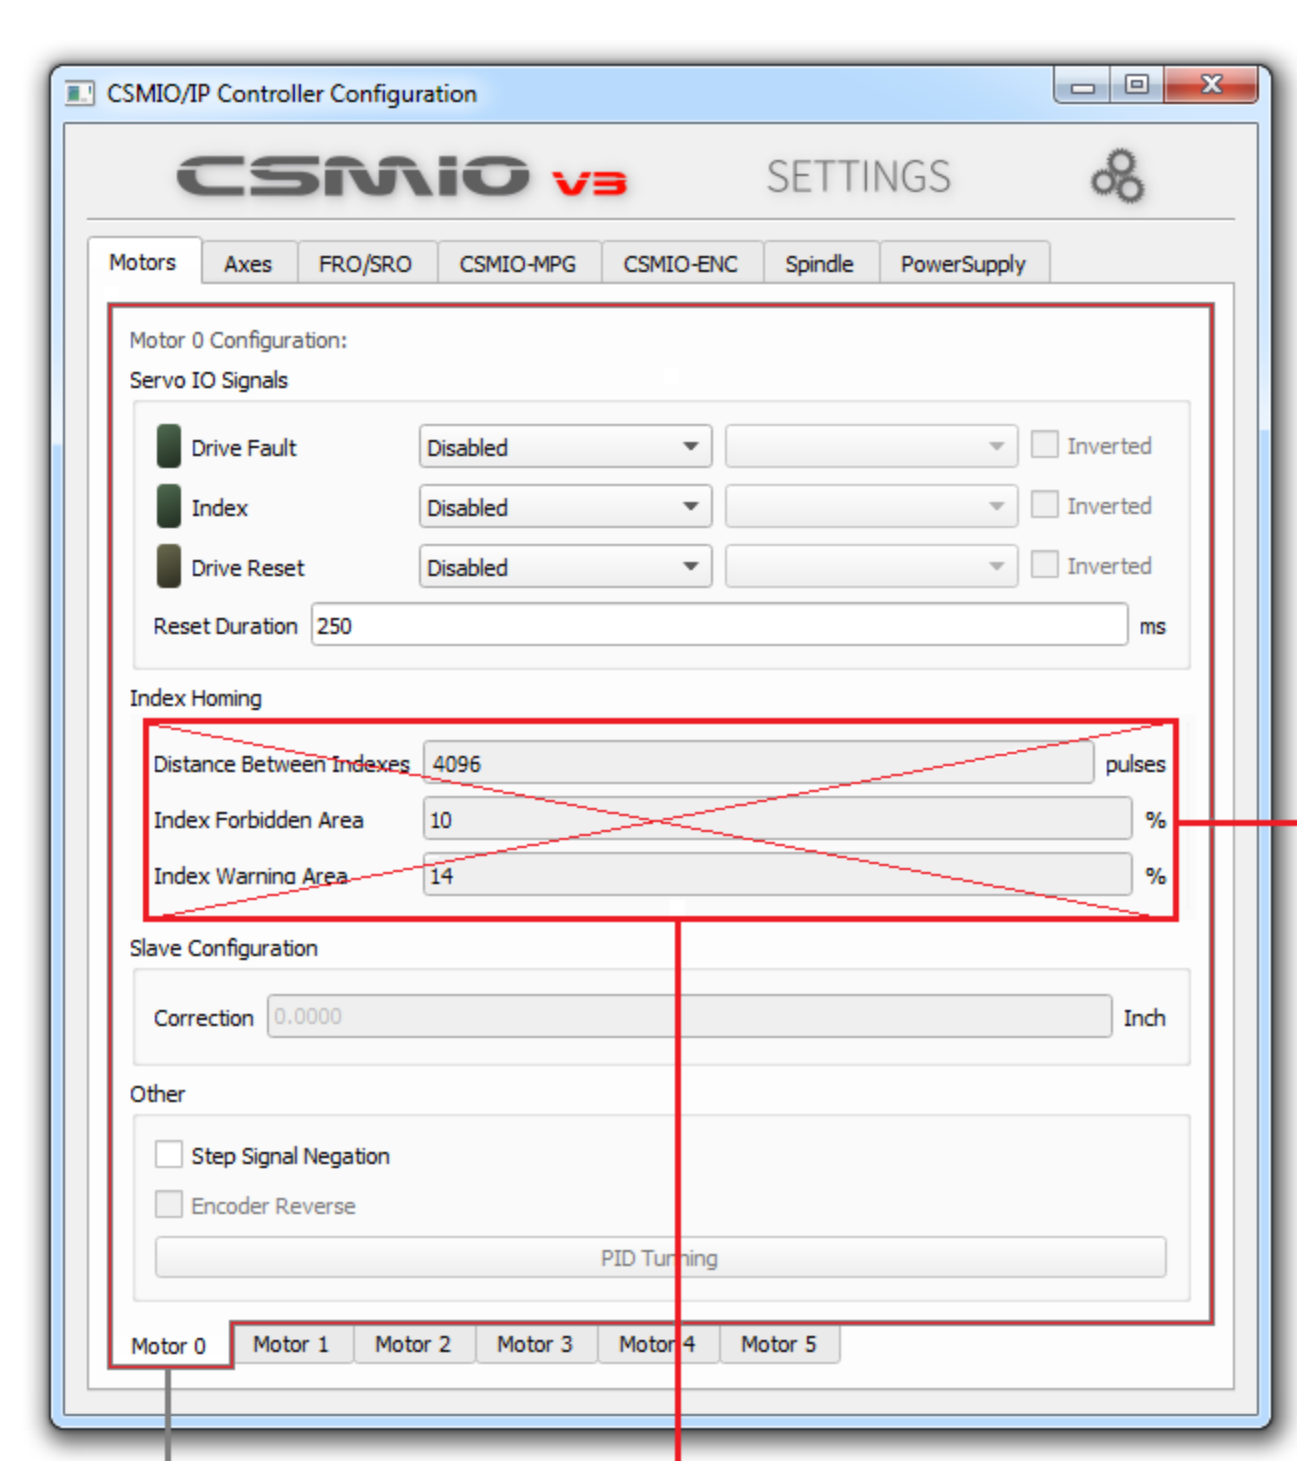 CSMIO/IP Controller Configuration
CSMIO V3 SETTINGS
Motors Axes FRO/SRO CSMIO-MPG CSMIO-ENC Spindle PowerSupply
Motor 0 Configuration:
Servo IO Signals
Drive Fault Disabled Inverted
Index Disabled Inverted
Drive Reset Disabled Inverted
Reset Duration 250 ms
Index Homing
Distance Between Indexes 4096 pulses
Index Forbidden Area 10 %
Index Warning Area 14 %
Slave Configuration
Correction 0.0000 Inch
Other
Step Signal Negation
Encoder Reverse
PID Tunning
Motor 0 Motor 1 Motor 2 Motor 3 Motor 4 Motor 5